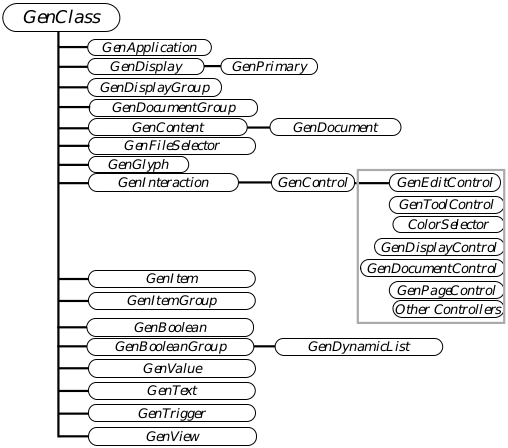 GenClass
GenApplication
GenDisplay GenPrimary
GenDisplayGroup
GenDocumentGroup
GenContent GenDocument
GenFileSelector
GenGlyph
GenInteraction GenControl GenEditControl
GenToolControl
ColorSelector
GenDisplayControl
GenDocumentControl
GenPageControl
Other Controllers
GenItem
GenItemGroup
GenBoolean
GenBooleanGroup GenDynamicList
GenValue
GenText
GenTrigger
GenView